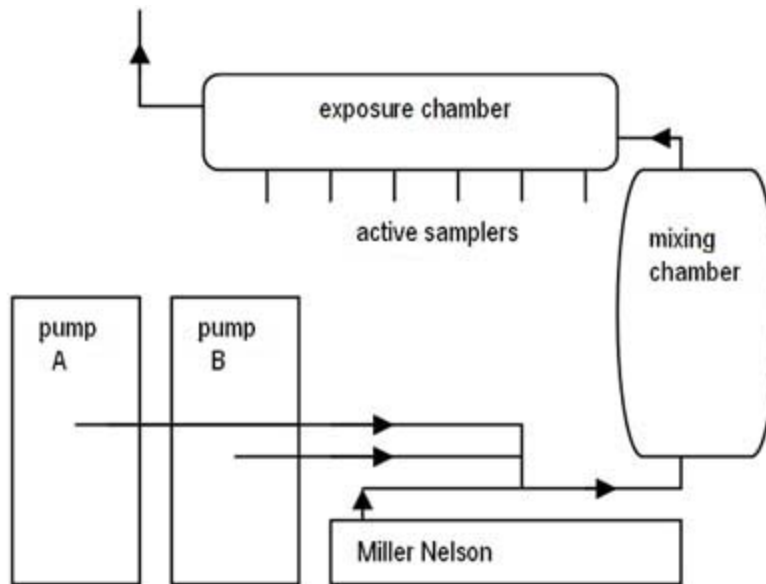 exposure chamber
active samplers
mixing
chamber
pump
A
pump
B
Miller Nelson